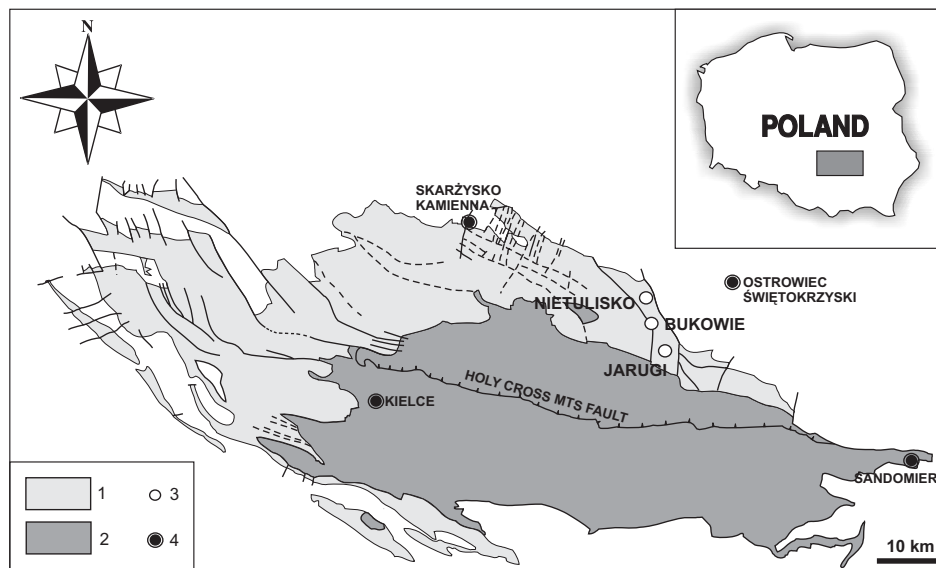 N
POLAND
SKARŻYSKO
KAMIENNA
OSTROWIEC
ŚWIĘTOKRZYSKI
NIETULISKO
BUKOWIE
JARUGI
HOLY CROSS MTS FAULT
KIELCE
SANDOMIER
1
3
2
4
10 km